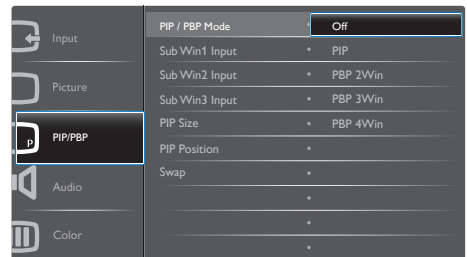 Input
Picture
P PIP/PBP
Audio
Color
PIP / PBP Mode • Off
Sub Win1 Input • PIP
Sub Win2 Input • PBP 2Win
Sub Win3 Input • PBP 3Win
PIP Size • PBP 4Win
PIP Position •
Swap •
•
•
•